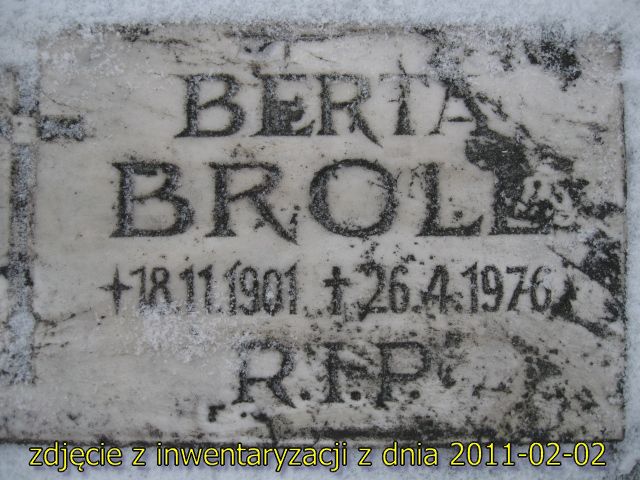 BERTA
BROLL
+18.11.1901 †26.4.1976
R.I.P.
zdjęcie z inwentaryzacji z dnia 2011-02-02